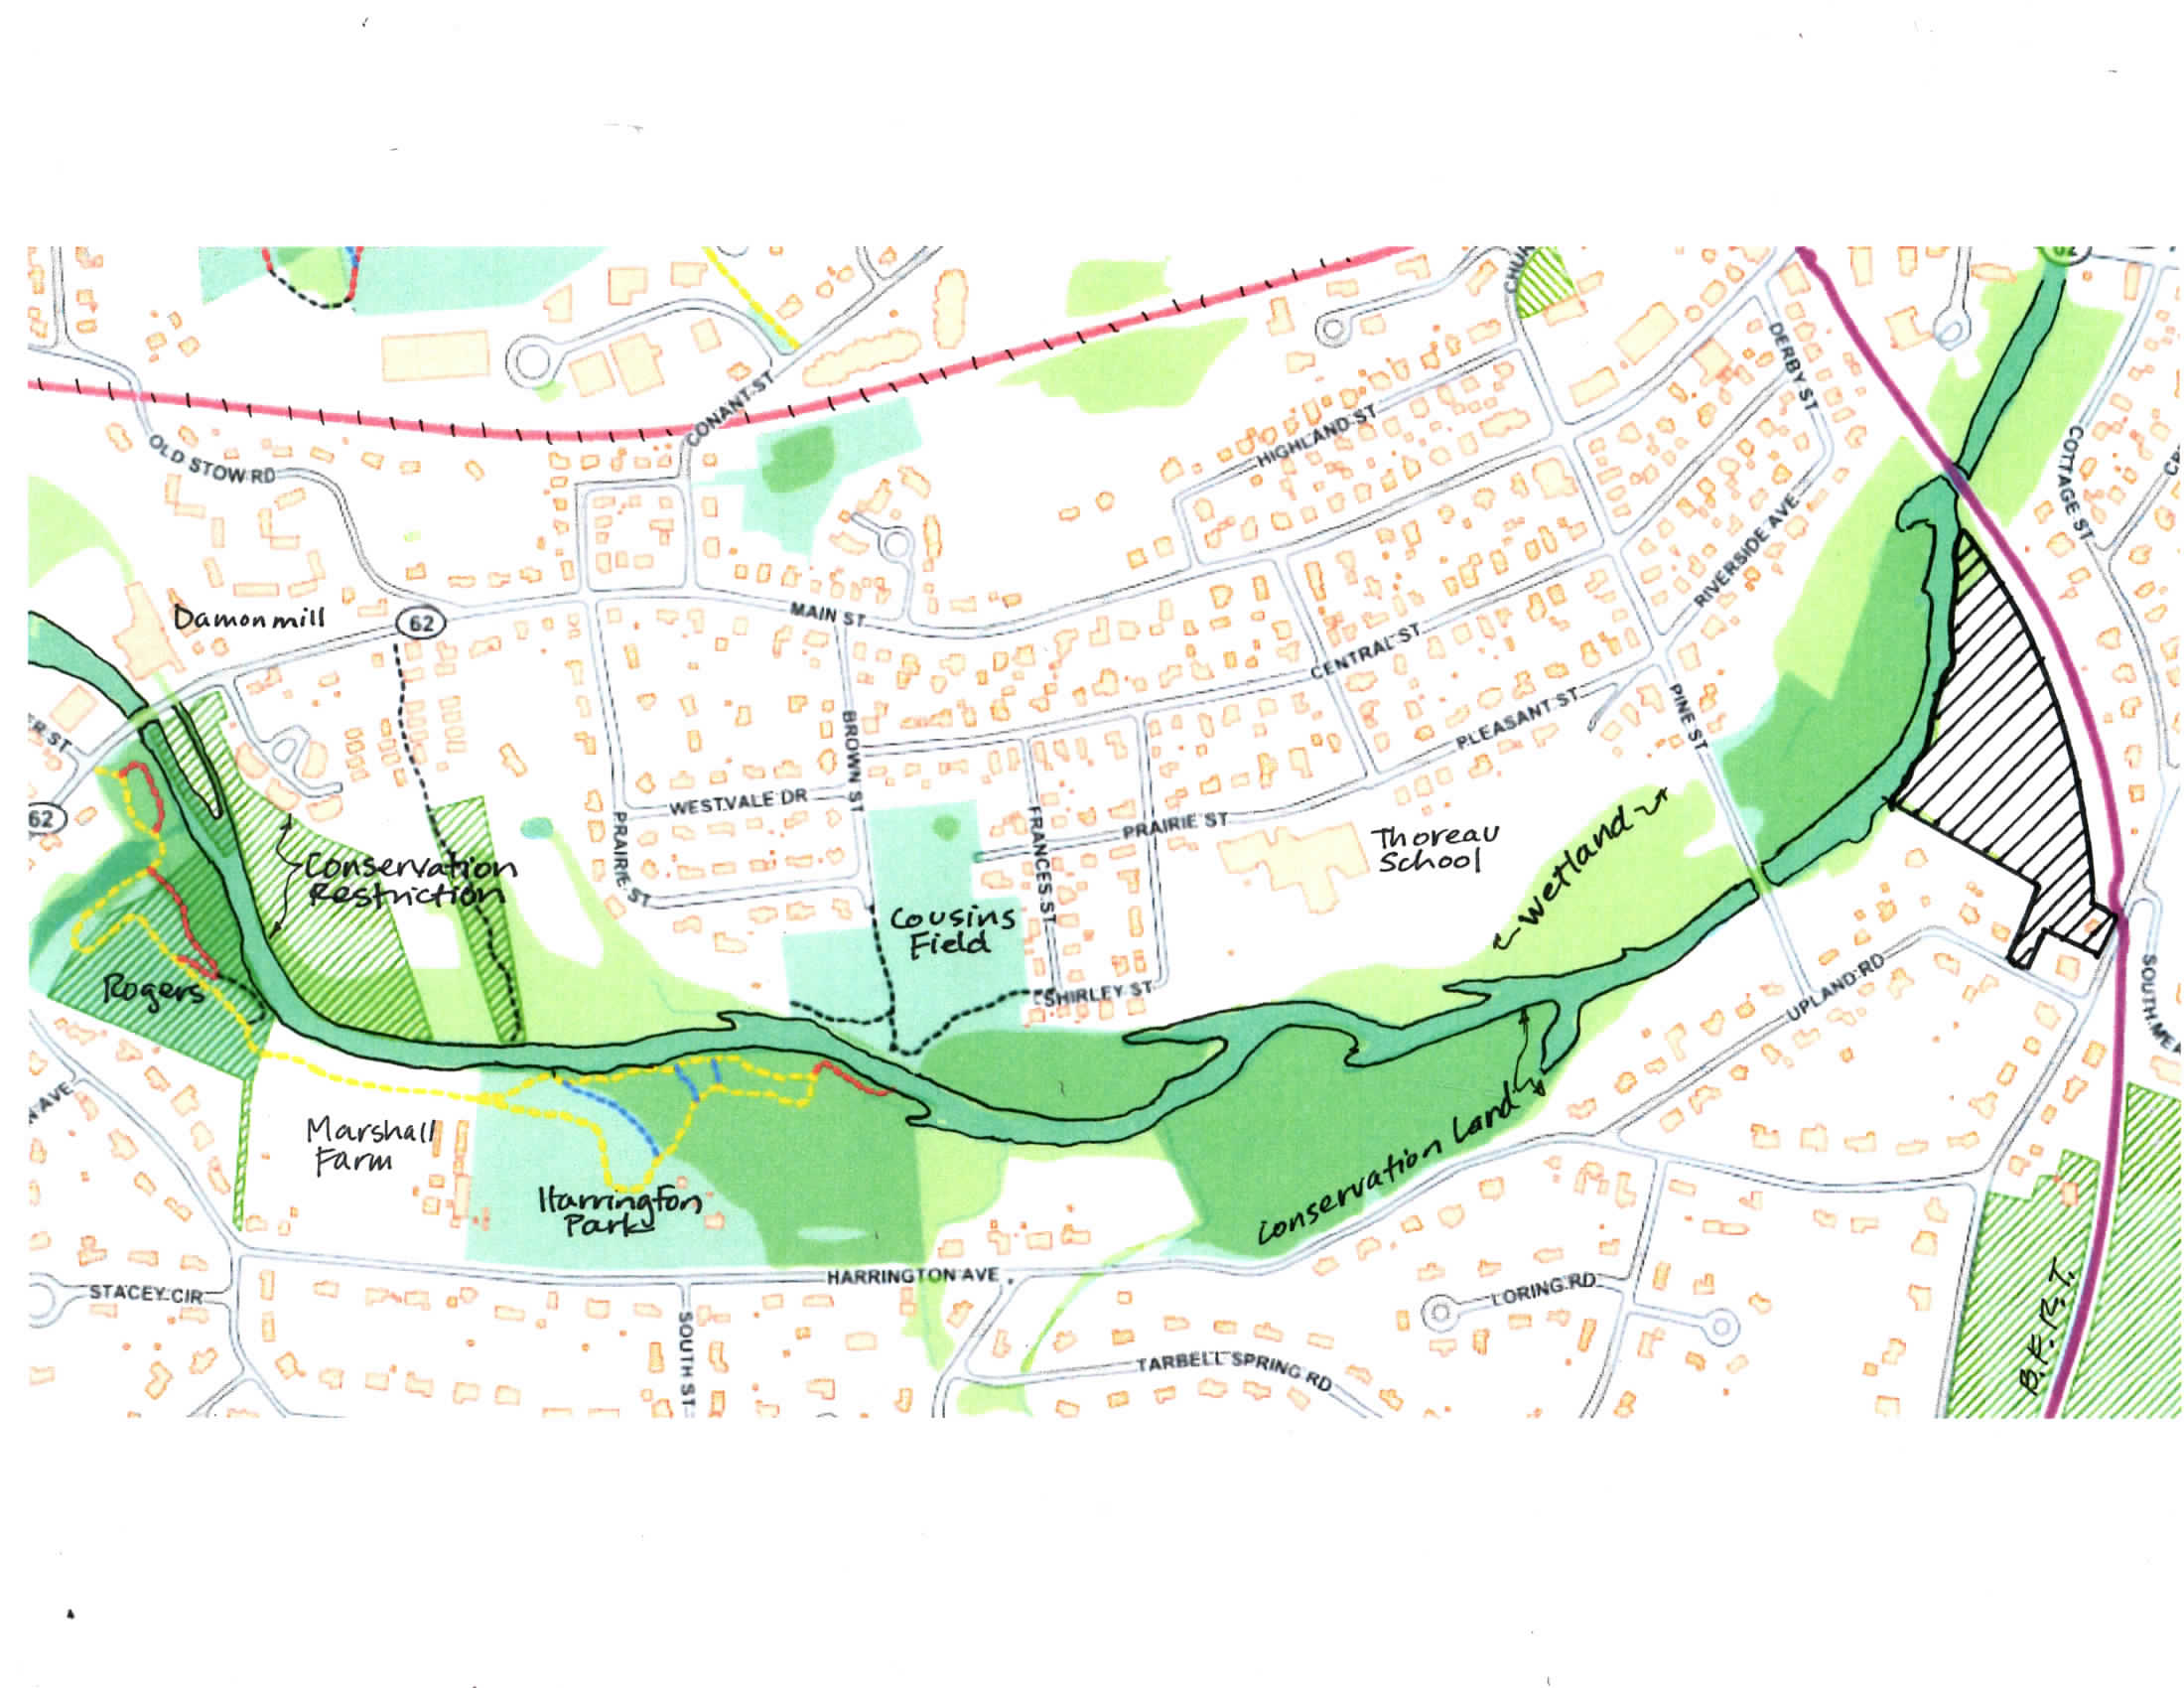 CONANT ST
OLD STOW RD
HIGHLAND ST
DERBY ST
COTTAGE ST
RIVERSIDE AVE
Damonmill
62
MAIN ST
CENTRAL ST
PLEASANT ST
PINE ST
BROWN ST
WESTVALE DR
PRAIRIE ST
FRANCES ST
PRAIRIE ST
62
Conservation
Restriction
Thoreau
School
Wetland
Cousins
Field
Rogers
SHIRLEY ST
UPLAND RD
Marshall
Farm
Harrington
Park
Conservation Land
STACEY CIR
HARRINGTON AVE
SOUTH ST
LORING RD
TARBELL SPRING RD
B.F.R.T.